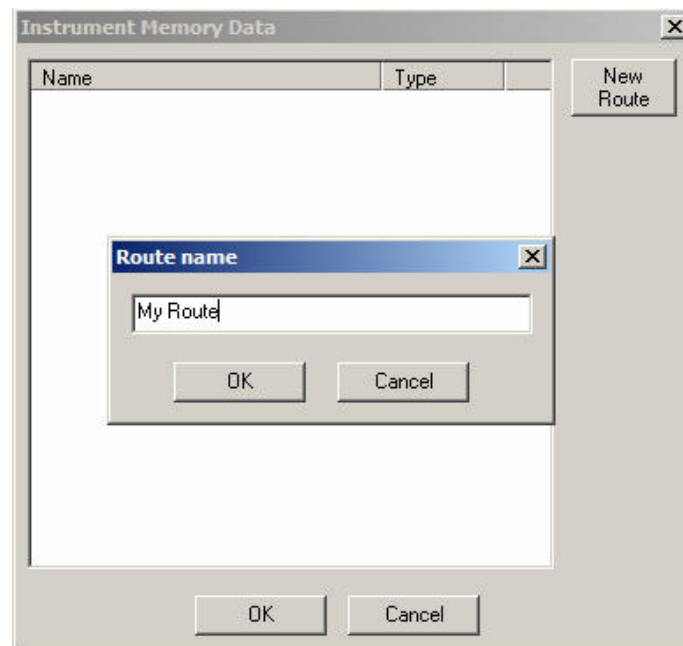 Instrument Memory Data
Name Type
New
Route
Route name
My Route
OK Cancel
OK Cancel